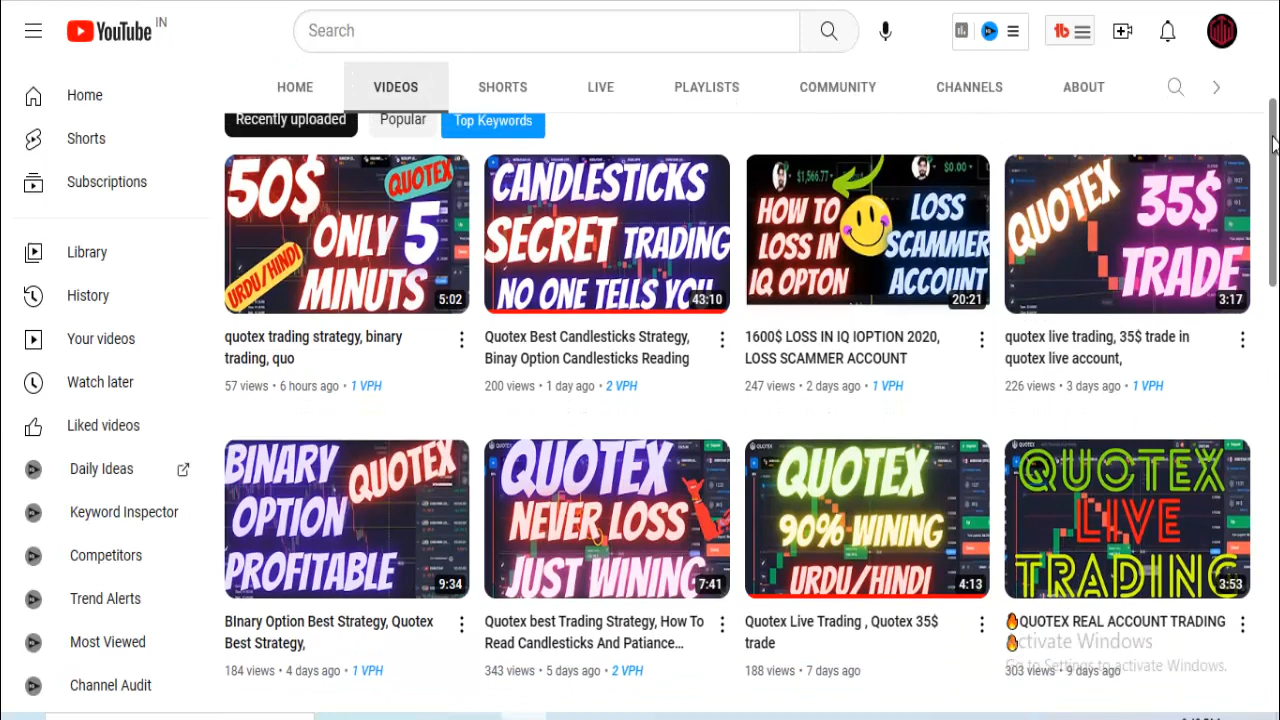 YouTube IN
Search
HOME VIDEOS SHORTS LIVE PLAYLISTS COMMUNITY CHANNELS ABOUT
Home
Shorts
Subscriptions
Library
History
Your videos
Watch later
Liked videos
Daily Ideas
Keyword Inspector
Competitors
Trend Alerts
Most Viewed
Channel Audit
Recently uploaded Popular Top Keywords
50$ QUOTEX
ONLY 5
URDU/HINDI MINUTS
5:02
quotex trading strategy, binary
trading, quo
57 views • 6 hours ago • 1 VPH
CANDLESTICKS
SECRET TRADING
NO ONE TELLS YOU
43:10
Quotex Best Candlesticks Strategy,
Binay Option Candlesticks Reading
200 views • 1 day ago • 2 VPH
$1,566.77 $0.00
HOW TO LOSS
LOSS IN SCAMMER
IQ OPTON ACCOUNT
20:21
1600$ LOSS IN IQ IOPTION 2020,
LOSS SCAMMER ACCOUNT
247 views • 2 days ago • 1 VPH
QUOTEX 35$
TRADE
3:17
quotex live trading, 35$ trade in
quotex live account,
226 views • 3 days ago • 1 VPH
BINARY QUOTEX
OPTION
PROFITABLE
9:34
BInary Option Best Strategy, Quotex
Best Strategy,
184 views • 4 days ago • 1 VPH
QUOTEX
NEVER LOSS
JUST WINING
7:41
Quotex best Trading Strategy, How To
Read Candlesticks And Patiance...
343 views • 5 days ago • 2 VPH
QUOTEX
QUOTEX
90% WINING
URDU/HINDI
4:13
Quotex Live Trading , Quotex 35$
trade
188 views • 7 days ago
QUOTEX
QUOTEX
LIVE
TRADING
3:53
🔥QUOTEX REAL ACCOUNT TRADING
🔥
303 views • 9 days ago
Activate Windows
Go to Settings to activate Windows.